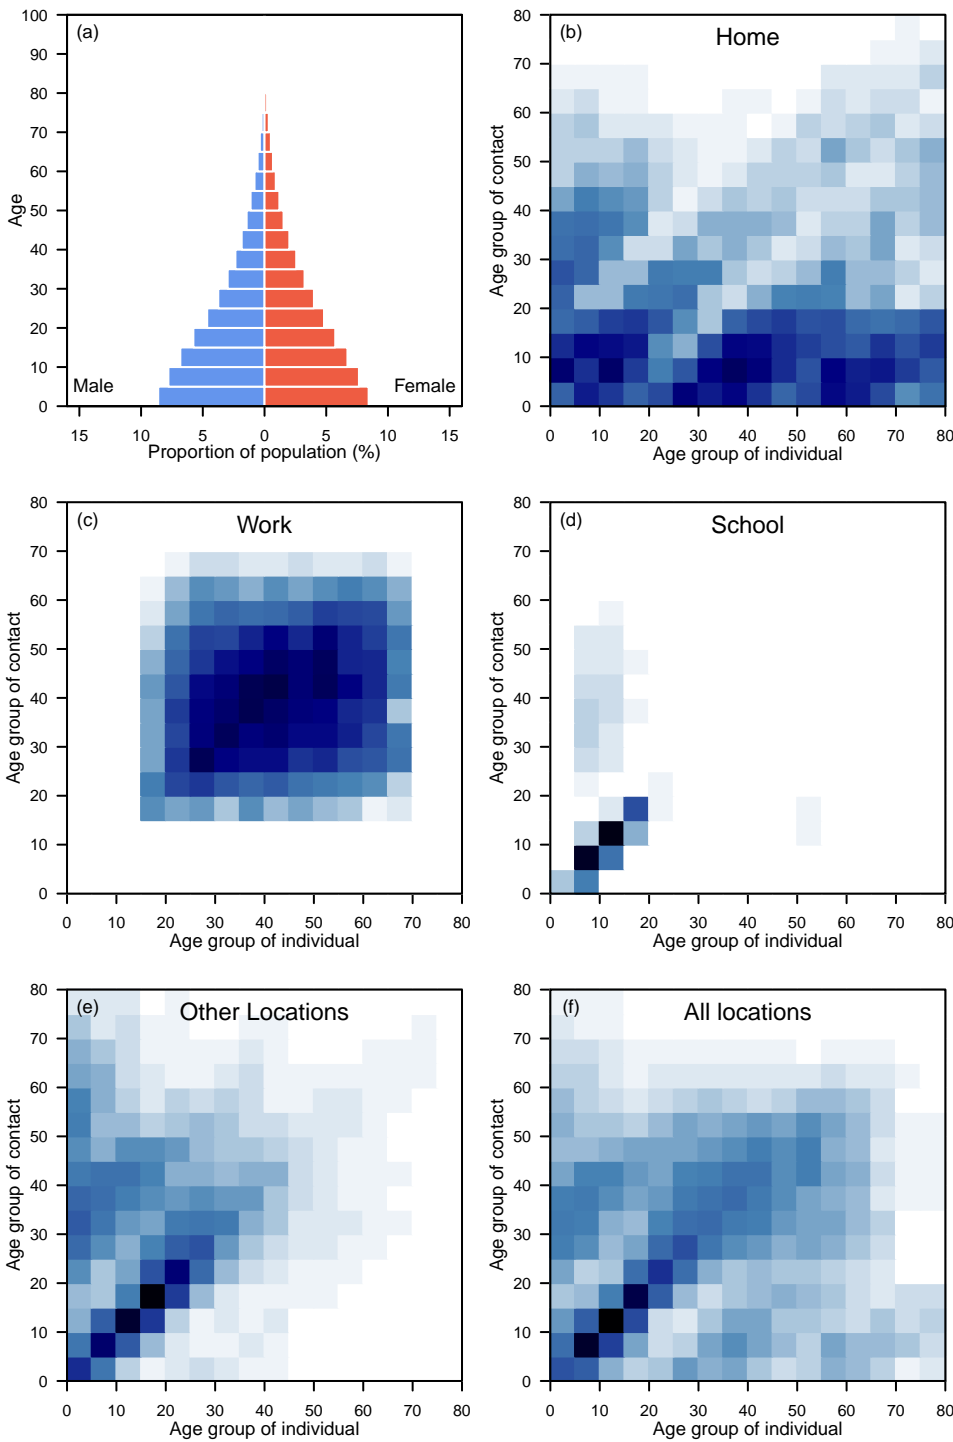 (a)
100
90
80
70
60
50
40
30
20
10
0
Age
Male
Female
15 10 5 0 5 10 15
Proportion of population (%)
(b)
Home
80
70
60
50
40
30
20
10
0
Age group of contact
0 10 20 30 40 50 60 70 80
Age group of individual
(c)
Work
80
70
60
50
40
30
20
10
0
Age group of contact
0 10 20 30 40 50 60 70 80
Age group of individual
(d)
School
80
70
60
50
40
30
20
10
0
Age group of contact
0 10 20 30 40 50 60 70 80
Age group of individual
(e)
Other Locations
80
70
60
50
40
30
20
10
0
Age group of contact
0 10 20 30 40 50 60 70 80
Age group of individual
(f)
All locations
80
70
60
50
40
30
20
10
0
Age group of contact
0 10 20 30 40 50 60 70 80
Age group of individual